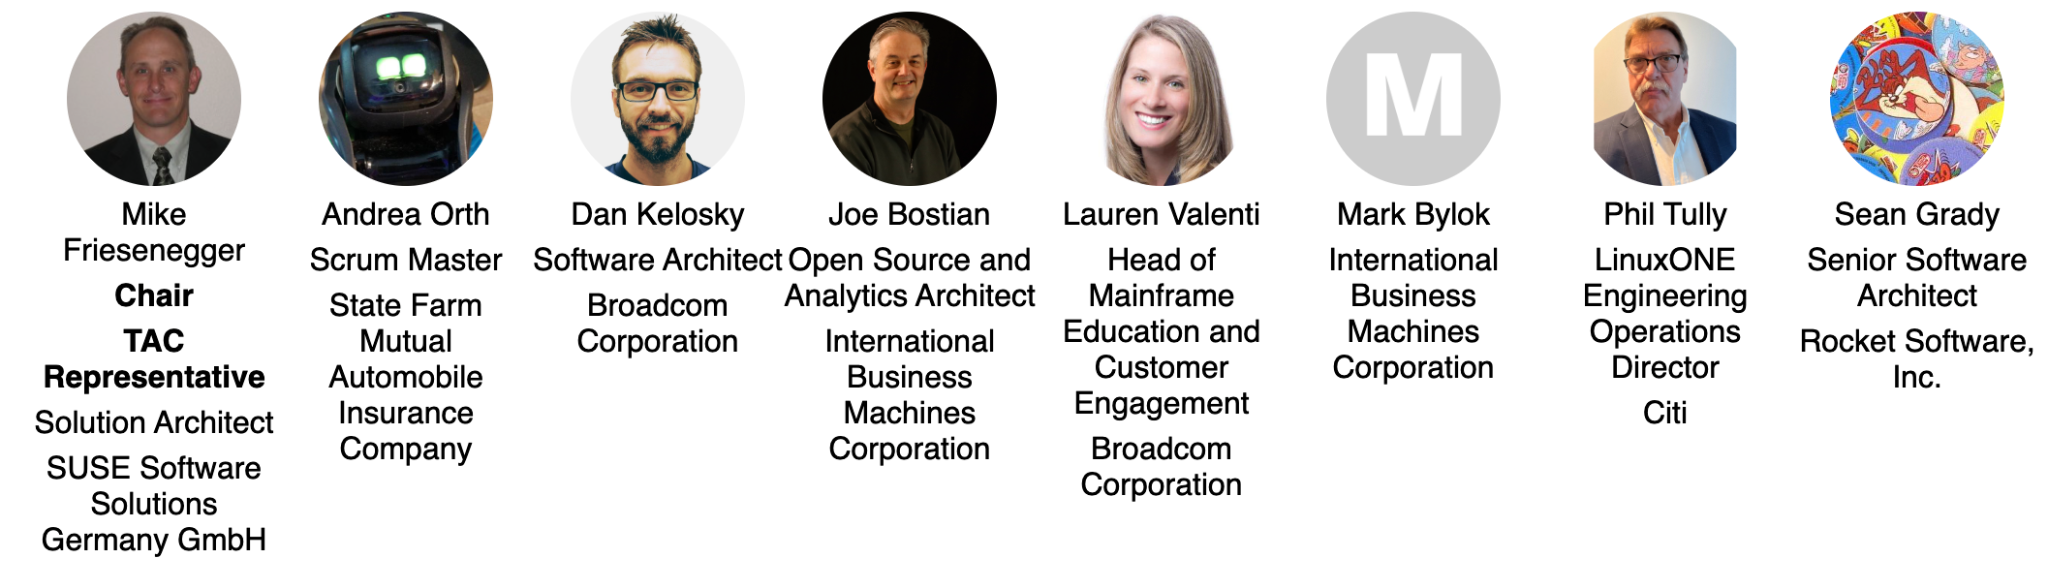 Mike
Friesenegger
Chair
TAC
Representative
Solution Architect
SUSE Software
Solutions
Germany GmbH
Andrea Orth
Scrum Master
State Farm
Mutual
Automobile
Insurance
Company
Dan Kelosky
Software Architect
Broadcom
Corporation
Joe Bostian
Open Source and
Analytics Architect
International
Business
Machines
Corporation
Lauren Valenti
Head of
Mainframe
Education and
Customer
Engagement
Broadcom
Corporation
M
Mark Bylok
International
Business
Machines
Corporation
Phil Tully
LinuxONE
Engineering
Operations
Director
Citi
Sean Grady
Senior Software
Architect
Rocket Software,
Inc.